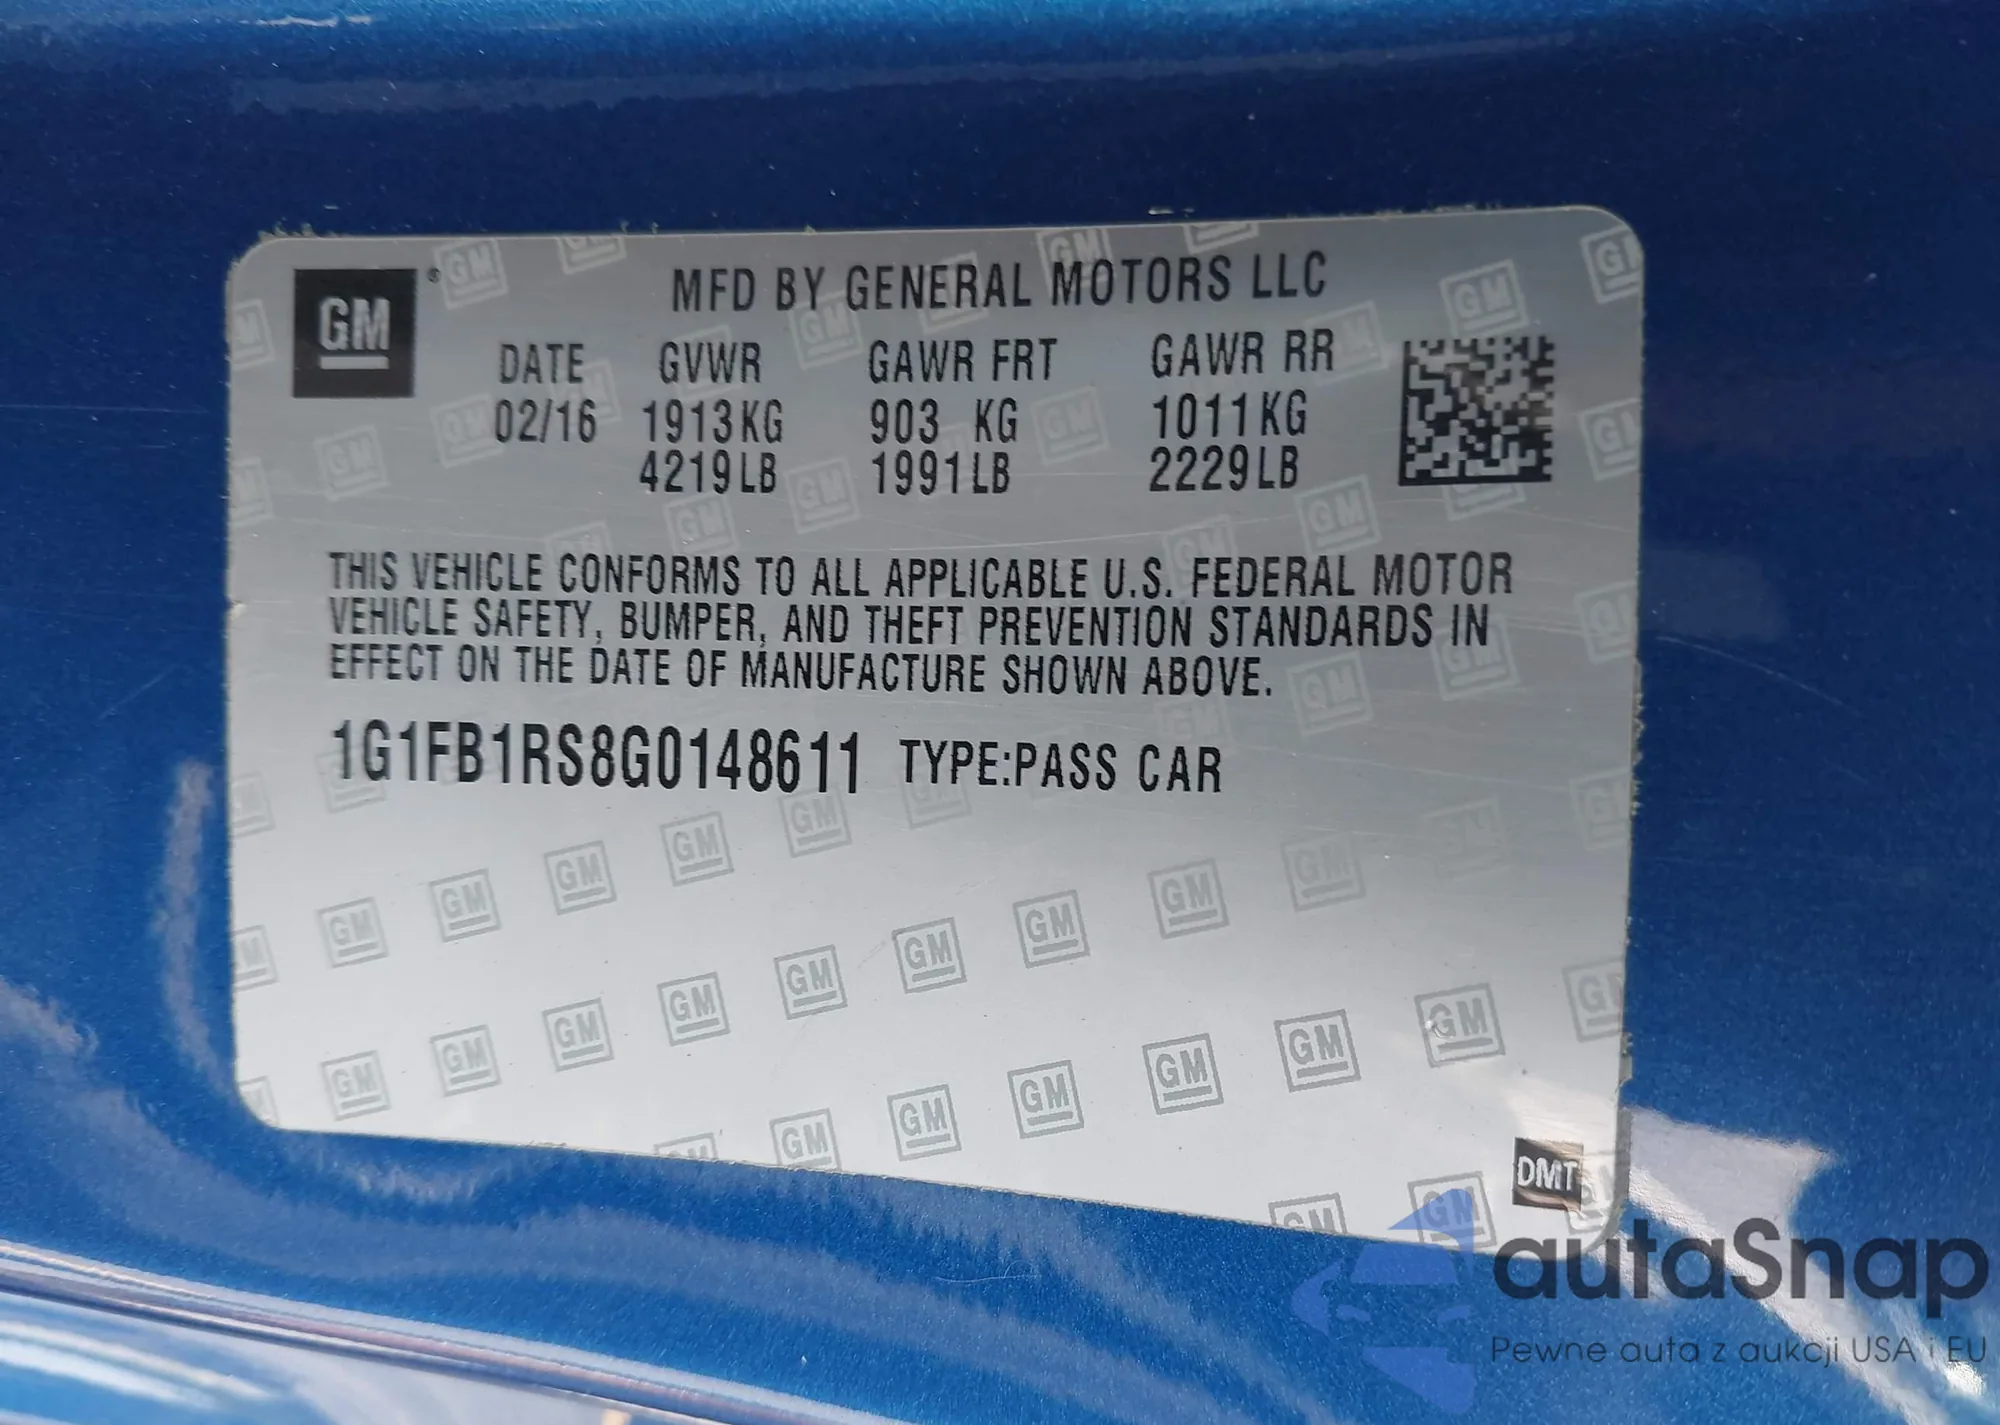 GM
MFD BY GENERAL MOTORS LLC
DATE GVWR GAWR FRT GAWR RR
02/16 1913KG 903 KG 1011KG
4219LB 1991LB 2229LB
THIS VEHICLE CONFORMS TO ALL APPLICABLE U.S. FEDERAL MOTOR
VEHICLE SAFETY, BUMPER, AND THEFT PREVENTION STANDARDS IN
EFFECT ON THE DATE OF MANUFACTURE SHOWN ABOVE.
1G1FB1RS8G0148611 TYPE:PASS CAR
DMT
autaSnap
Pewne auta z aukcji USA i EU